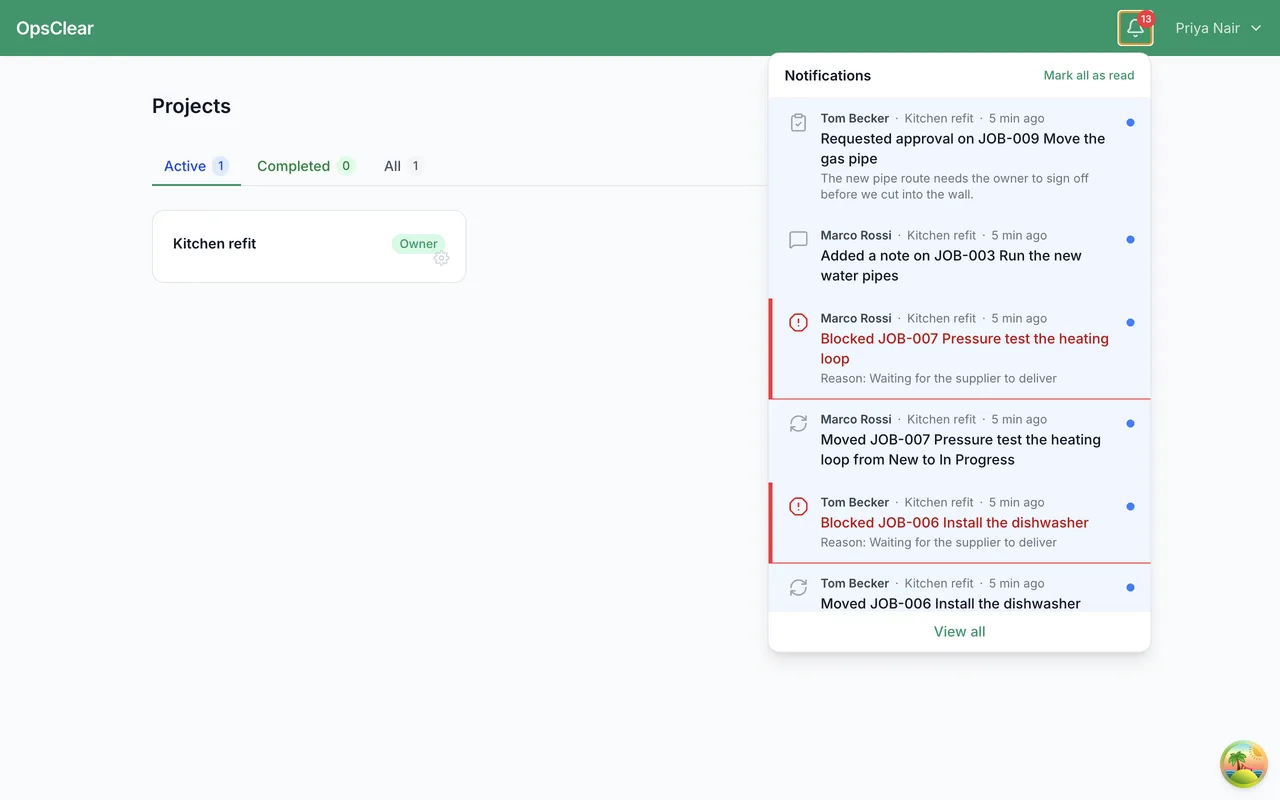 OpsClear
13
Priya Nair
Projects
Active 1
Completed 0
All 1
Kitchen refit
Owner
Notifications
Mark all as read
Tom Becker · Kitchen refit · 5 min ago
Requested approval on JOB-009 Move the
gas pipe
The new pipe route needs the owner to sign off
before we cut into the wall.
Marco Rossi · Kitchen refit · 5 min ago
Added a note on JOB-003 Run the new
water pipes
Marco Rossi · Kitchen refit · 5 min ago
Blocked JOB-007 Pressure test the heating
loop
Reason: Waiting for the supplier to deliver
Marco Rossi · Kitchen refit · 5 min ago
Moved JOB-007 Pressure test the heating
loop from New to In Progress
Tom Becker · Kitchen refit · 5 min ago
Blocked JOB-006 Install the dishwasher
Reason: Waiting for the supplier to deliver
Tom Becker · Kitchen refit · 5 min ago
Moved JOB-006 Install the dishwasher
View all